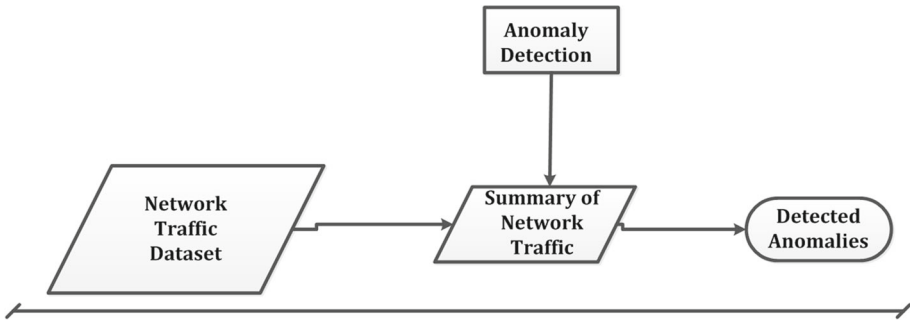 Anomaly
Detection
Network
Traffic
Dataset
Summary of
Network
Traffic
Detected
Anomalies